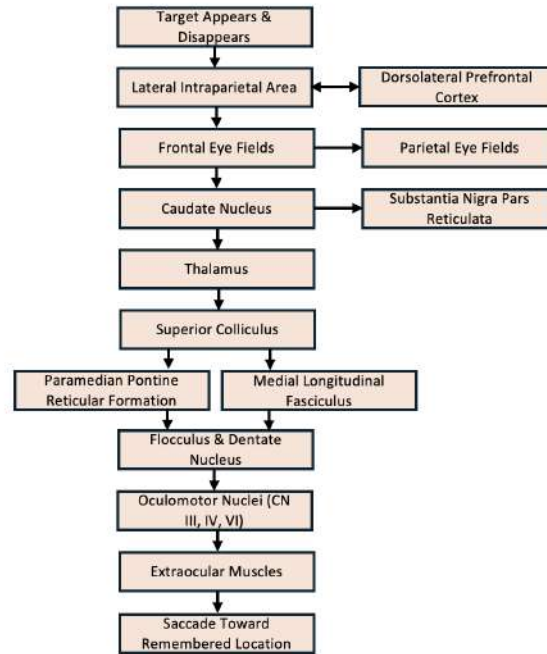 Target Appears &
Disappears
Lateral Intraparietal Area
Dorsolateral Prefrontal
Cortex
Frontal Eye Fields
Parietal Eye Fields
Caudate Nucleus
Substantia Nigra Pars
Reticulata
Thalamus
Superior Colliculus
Paramedian Pontine
Reticular Formation
Medial Longitudinal
Fasciculus
Flocculus & Dentate
Nucleus
Oculomotor Nuclei (CN
III, IV, VI)
Extraocular Muscles
Saccade Toward
Remembered Location